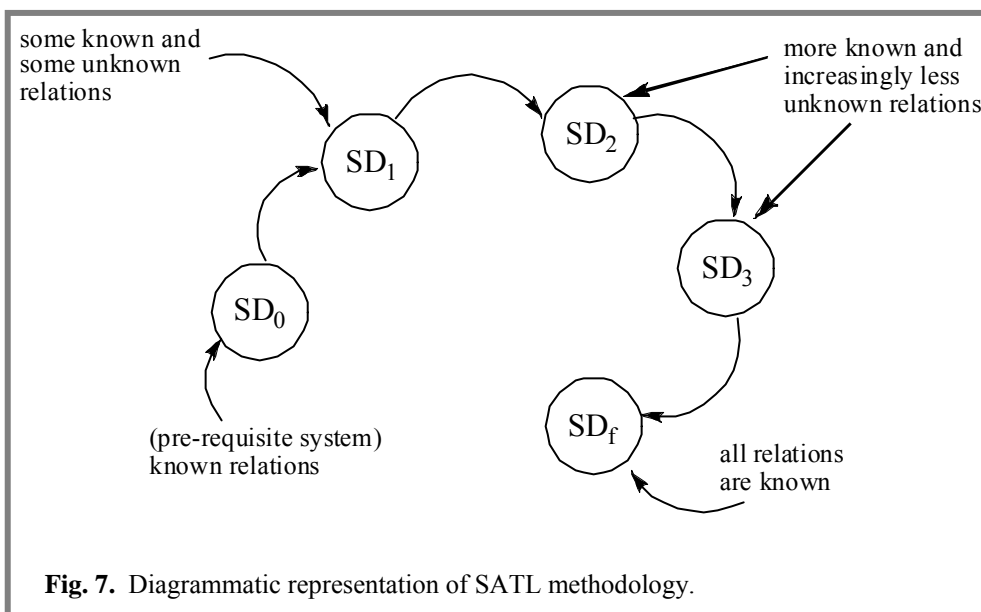 some known and
some unknown
relations
more known and
increasingly less
unknown relations
SD₁
SD₂
SD₃
SD₀
SD_f
(pre-requisite system)
known relations
all relations
are known
Fig. 7. Diagrammatic representation of SATL methodology.